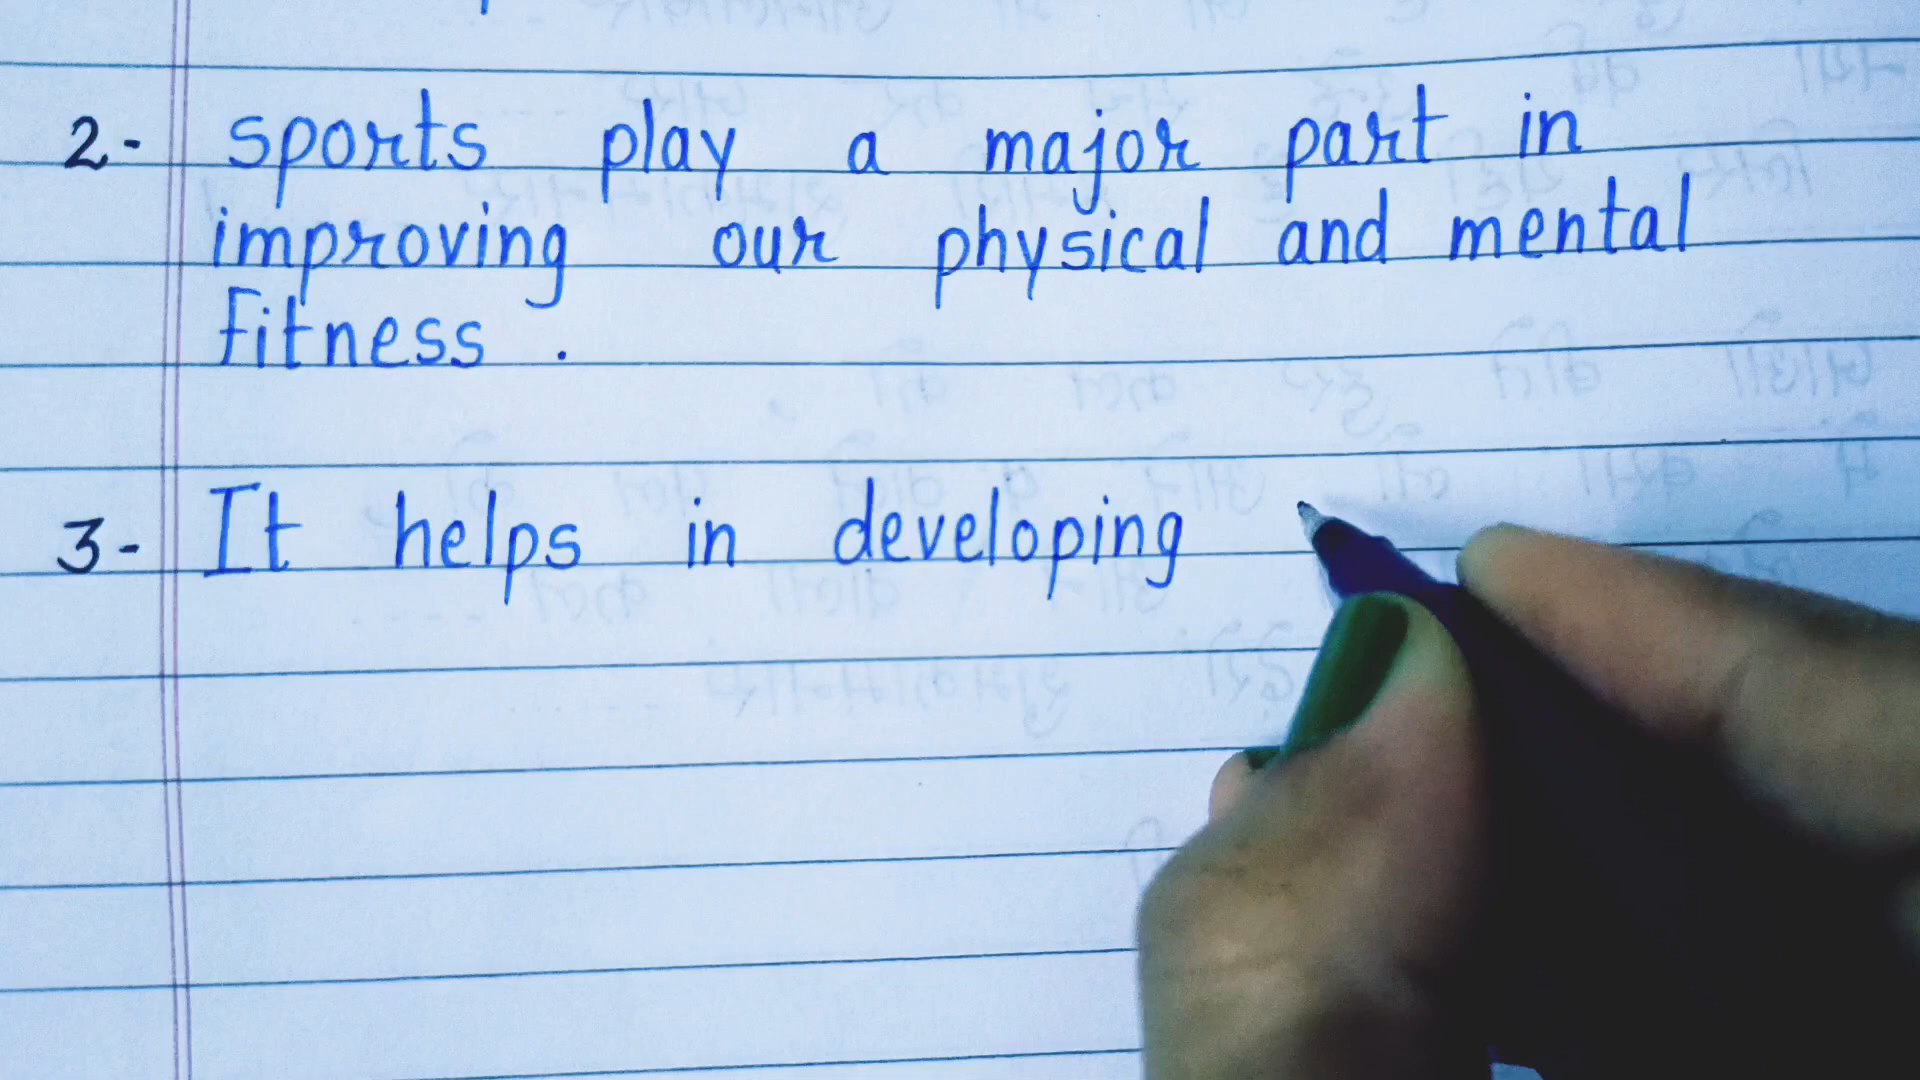 2- sports play a major part in
improving our physical and mental
fitness.
3- It helps in developing